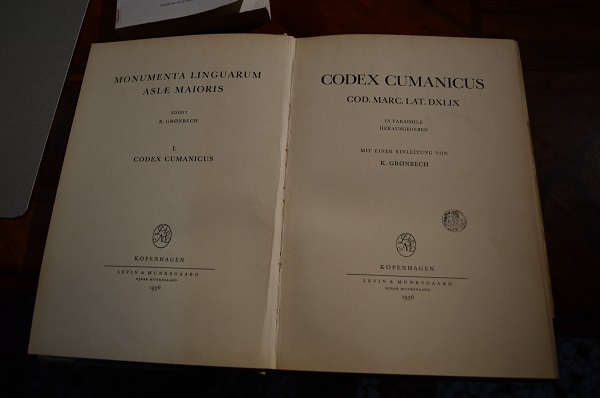 MONUMENTA LINGUARUM
ASIÆ MAIORIS
EDIDIT
K. GRØNBECH
I.
CODEX CUMANICUS
KOPENHAGEN
LEVIN & MUNKSGAARD
EJNAR MUNKSGAARD
1936
CODEX CUMANICUS
COD. MARC. LAT. DXLIX
IN FAKSIMILE
HERAUSGEGEBEN
MIT EINER EINLEITUNG VON
K. GRØNBECH
KOPENHAGEN
LEVIN & MUNKSGAARD
EJNAR MUNKSGAARD
1936